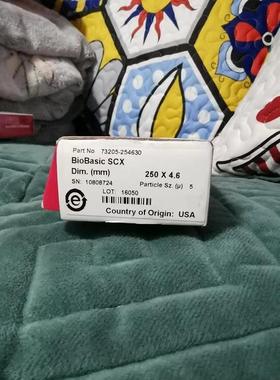 Part No 73205-254630
BioBasic SCX
Dim. (mm) 250 X 4.6
SN: 10808724 Particle Sz. (µ) 5
LOT: 16050
Country of Origin: USA